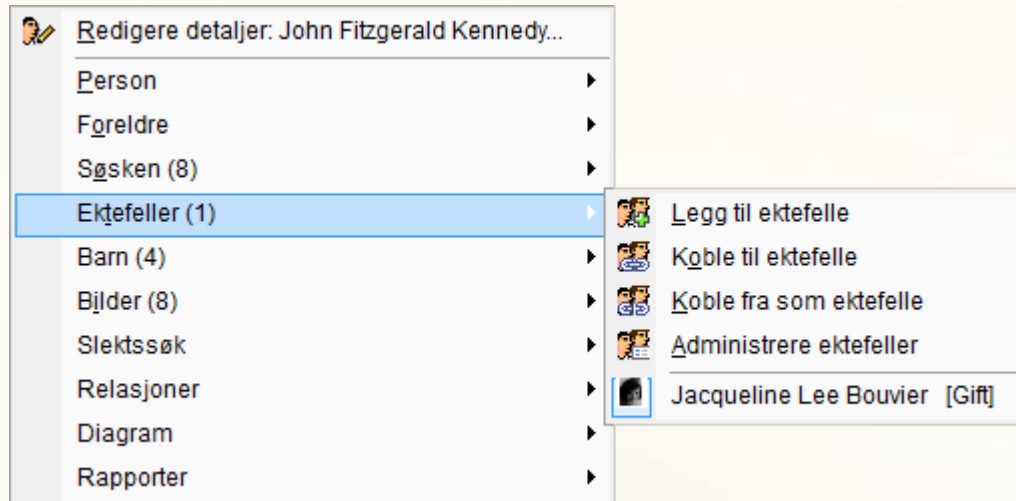 Redigere detaljer: John Fitzgerald Kennedy...
Person
Foreldre
Søsken (8)
Ektefeller (1)
Barn (4)
Bilder (8)
Slektssøk
Relasjoner
Diagram
Rapporter
Legg til ektefelle
Koble til ektefelle
Koble fra som ektefelle
Administrere ektefeller
Jacqueline Lee Bouvier [Gift]